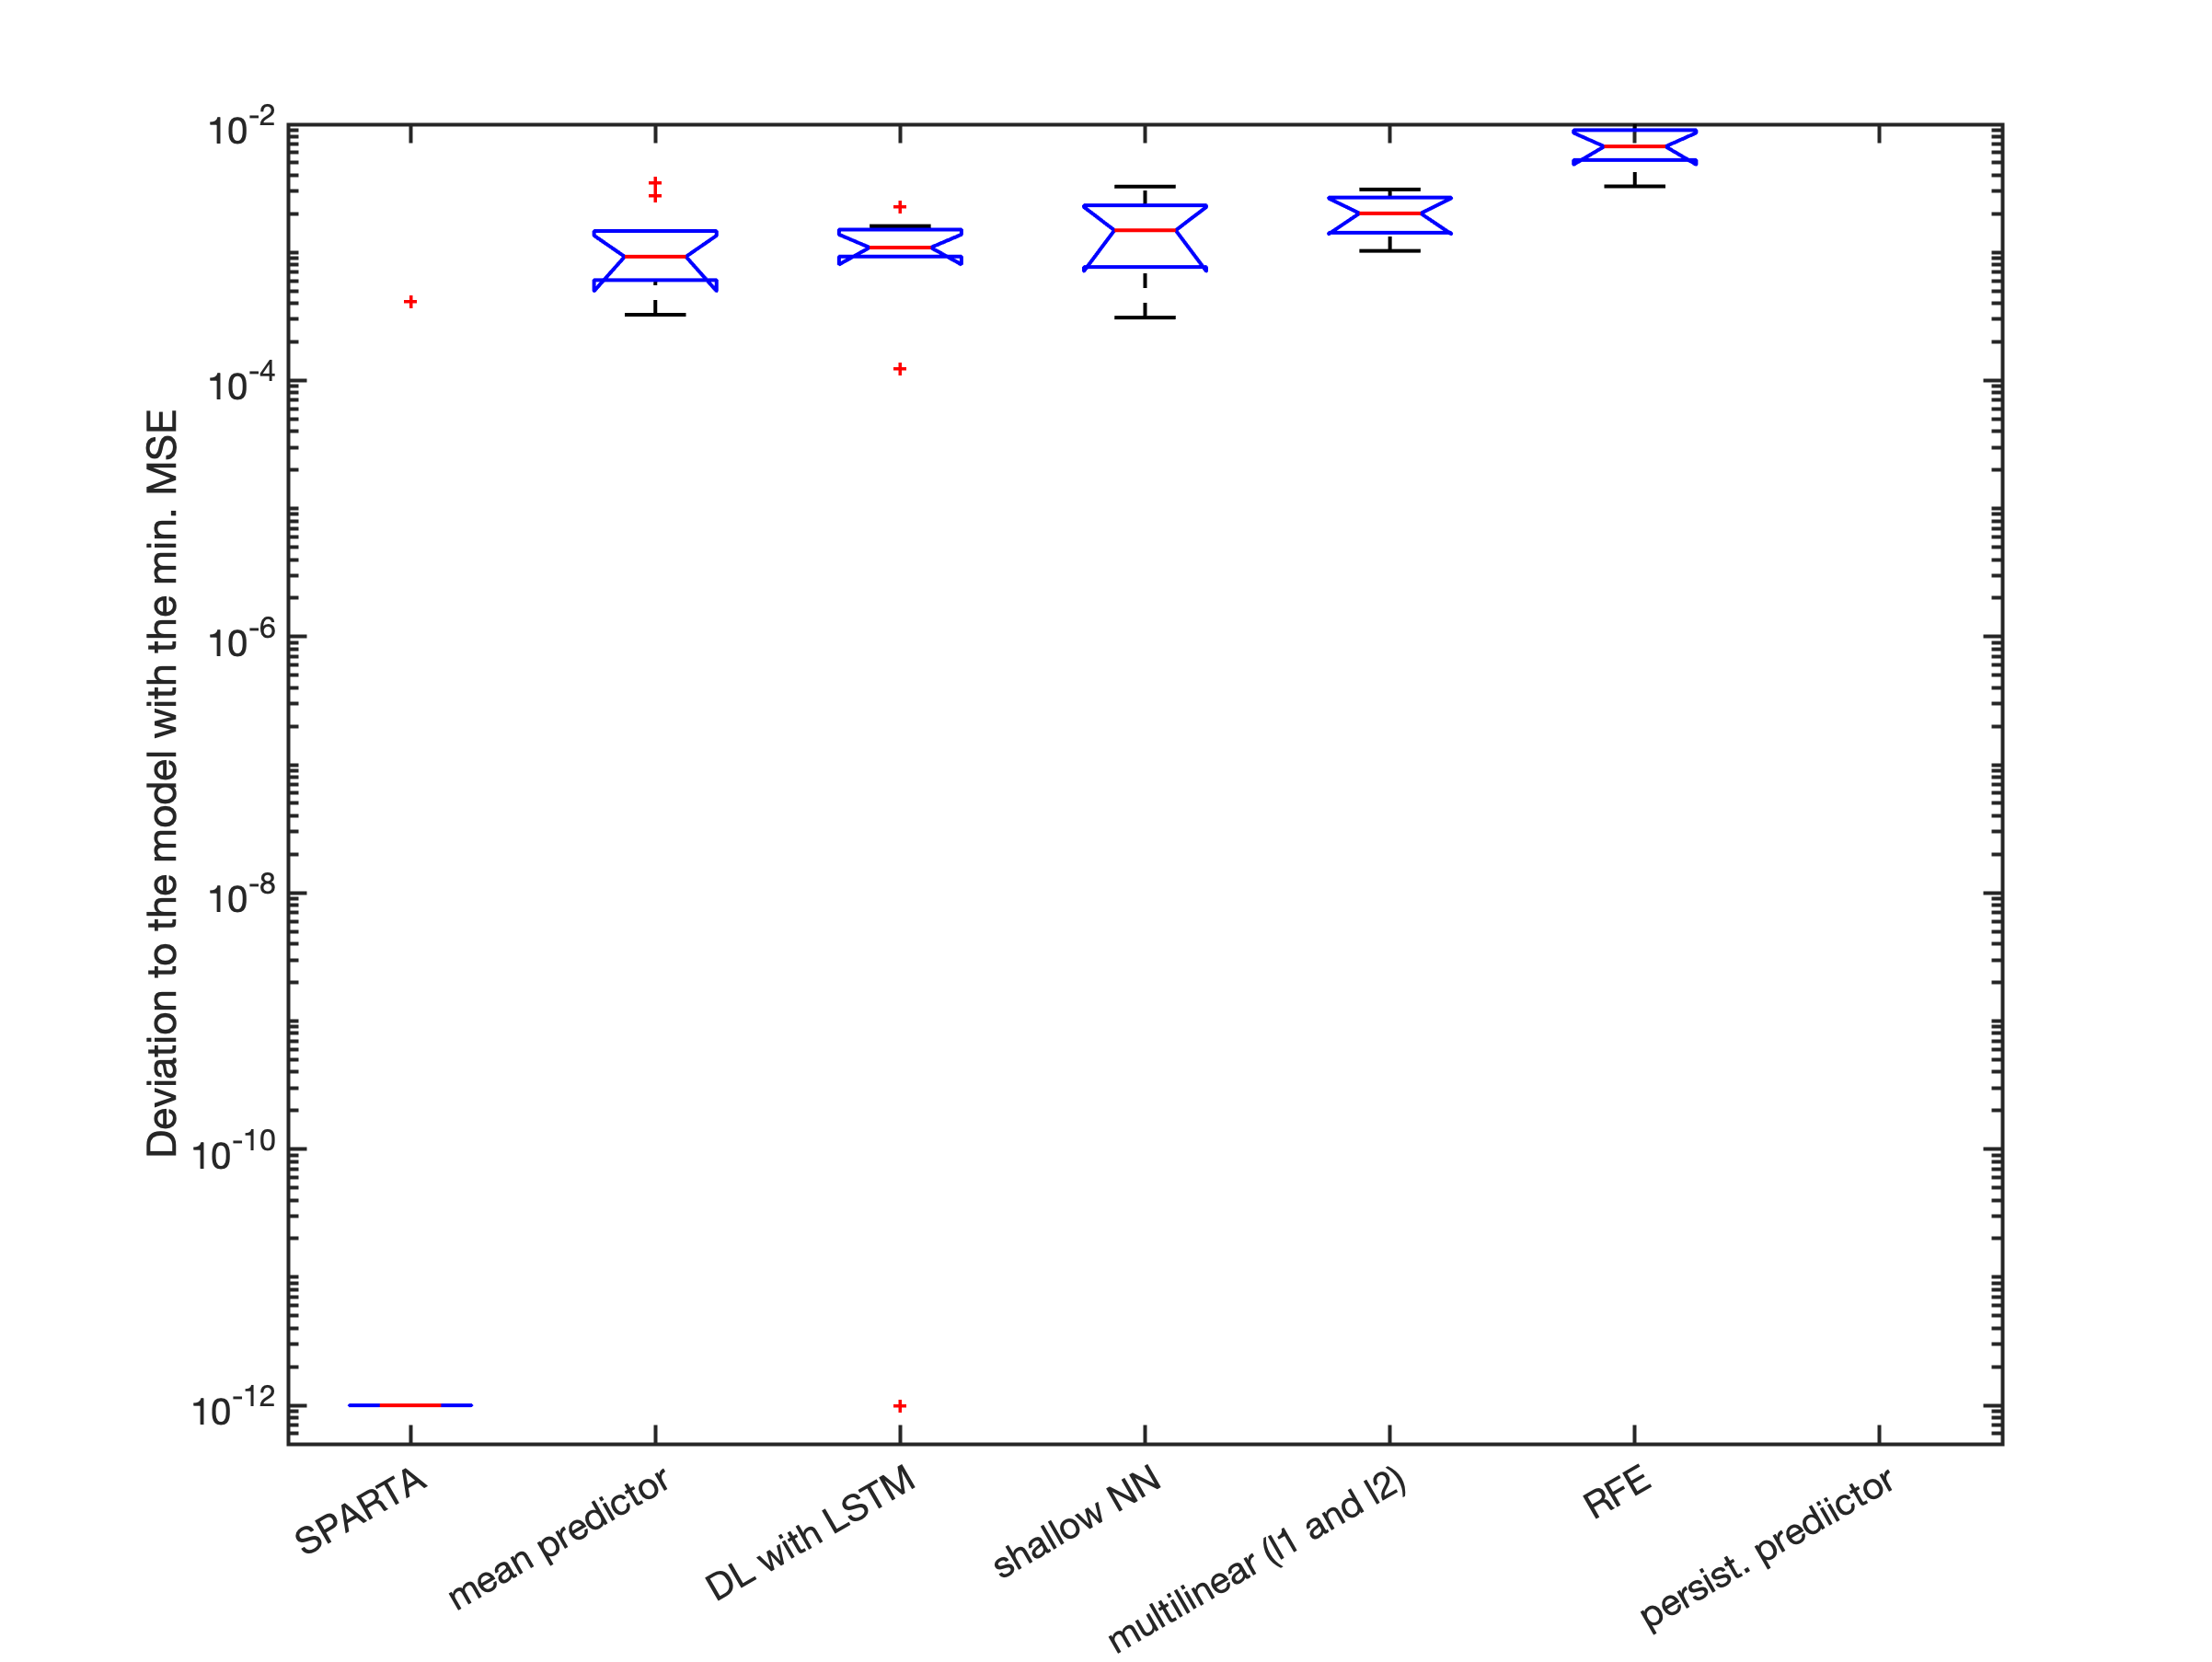 10-2
10-4
10-6
10-8
10-10
10-12
Deviation to the model with the min. MSE
SPARTA
mean predictor
DL with LSTM
shallow NN
multilinear (l1 and l2)
RFE
persist. prediictor